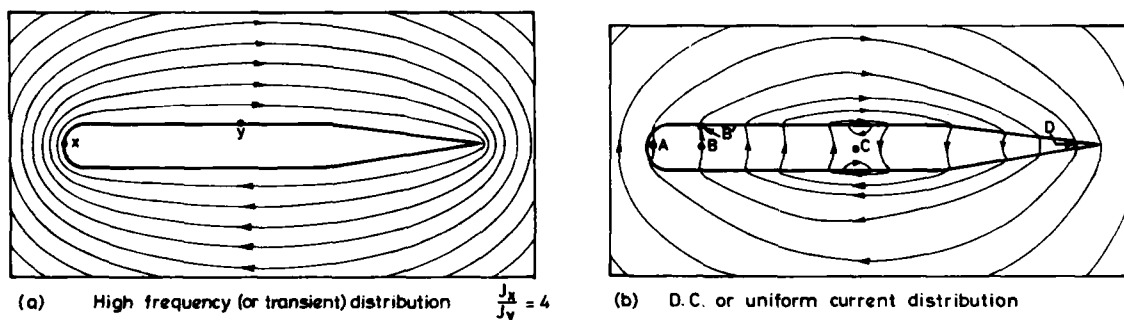 x
y
(a) High frequency (or transient) distribution Jx/Jy = 4
A
B'
B
C
D
(b) D.C. or uniform current distribution